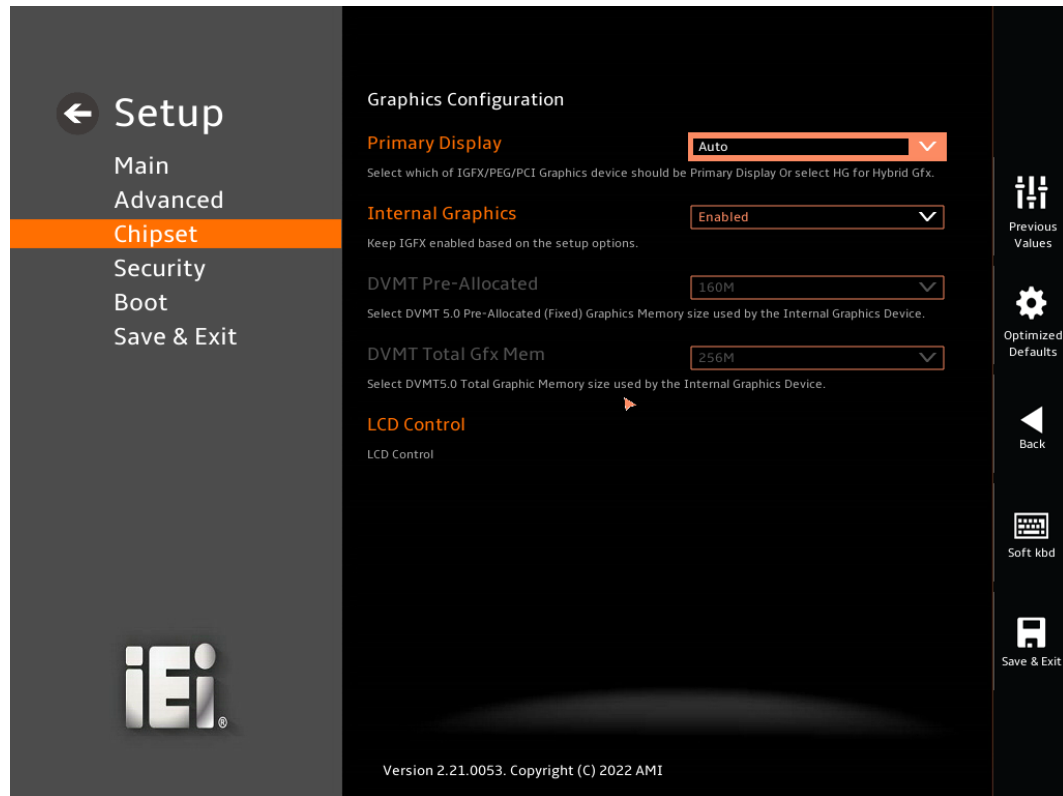 Setup
Main
Advanced
Chipset
Security
Boot
Save & Exit
iEi®
Graphics Configuration
Primary Display
Auto
Select which of IGFX/PEG/PCI Graphics device should be Primary Display Or select HG for Hybrid Gfx.
Internal Graphics
Enabled
Keep IGFX enabled based on the setup options.
DVMT Pre-Allocated
160M
Select DVMT 5.0 Pre-Allocated (Fixed) Graphics Memory size used by the Internal Graphics Device.
DVMT Total Gfx Mem
256M
Select DVMT5.0 Total Graphic Memory size used by the Internal Graphics Device.
LCD Control
LCD Control
Version 2.21.0053. Copyright (C) 2022 AMI
Previous
Values
Optimized
Defaults
Back
Soft kbd
Save & Exit